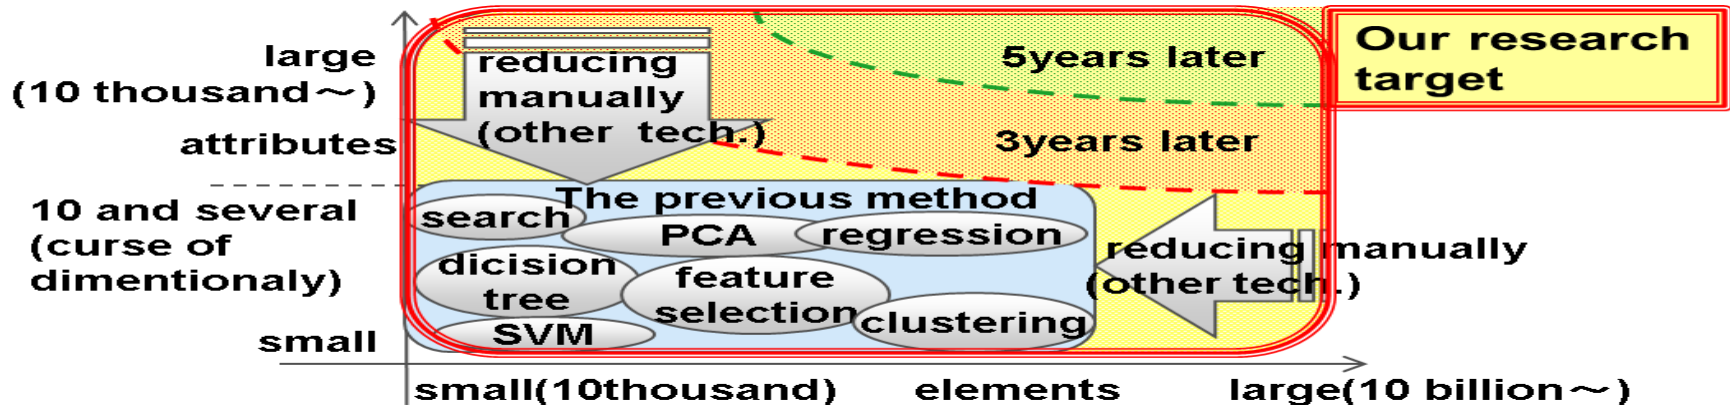 large
(10 thousand～)
attributes
10 and several
(curse of
dimentionaly)
small
reducing
manually
(other tech.)
5years later
3years later
Our research
target
The previous method
search
PCA
regression
dicision
tree
feature
selection
SVM
clustering
reducing manually
(other tech.)
small(10thousand)
elements
large(10 billion～)